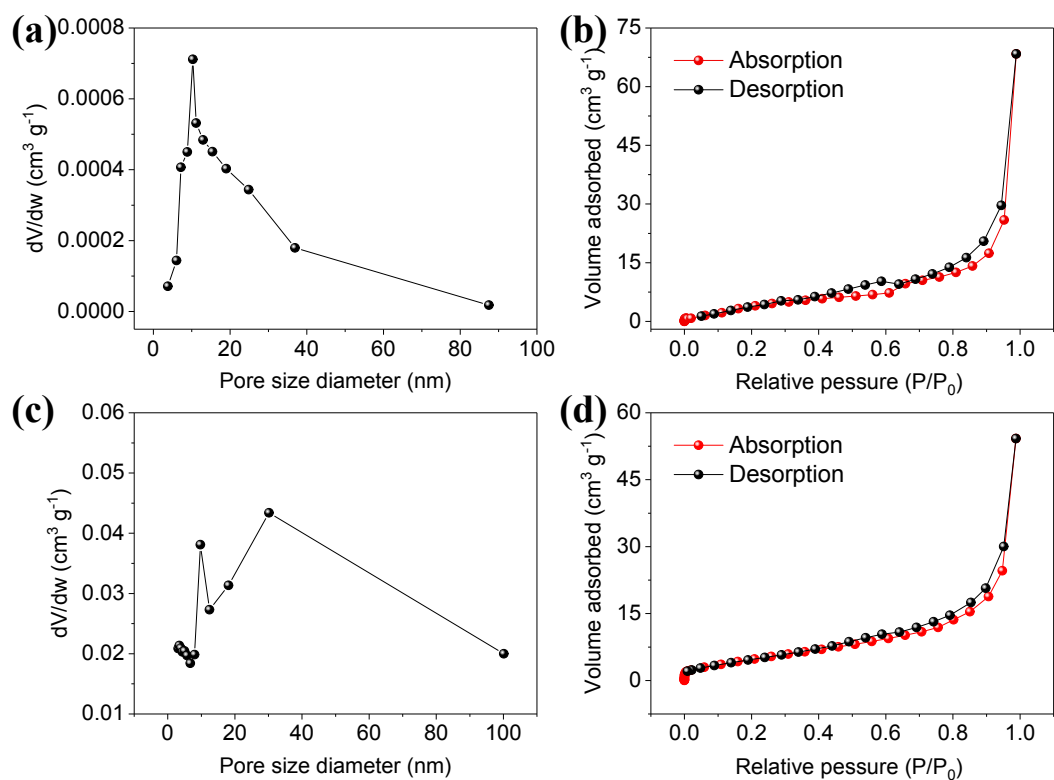 (a)
0.0008
0.0006
0.0004
0.0002
0.0000
dV/dw (cm³ g⁻¹)
0 20 40 60 80 100
Pore size diameter (nm)
(b)
75
60
45
30
15
0
Volume adsorbed (cm³ g⁻¹)
Absorption
Desorption
0.0 0.2 0.4 0.6 0.8 1.0
Relative pessure (P/P₀)
(c)
0.06
0.05
0.04
0.03
0.02
0.01
dV/dw (cm³ g⁻¹)
0 20 40 60 80 100
Pore size diameter (nm)
(d)
60
45
30
15
0
Volume adsorbed (cm³ g⁻¹)
Absorption
Desorption
0.0 0.2 0.4 0.6 0.8 1.0
Relative pessure (P/P₀)